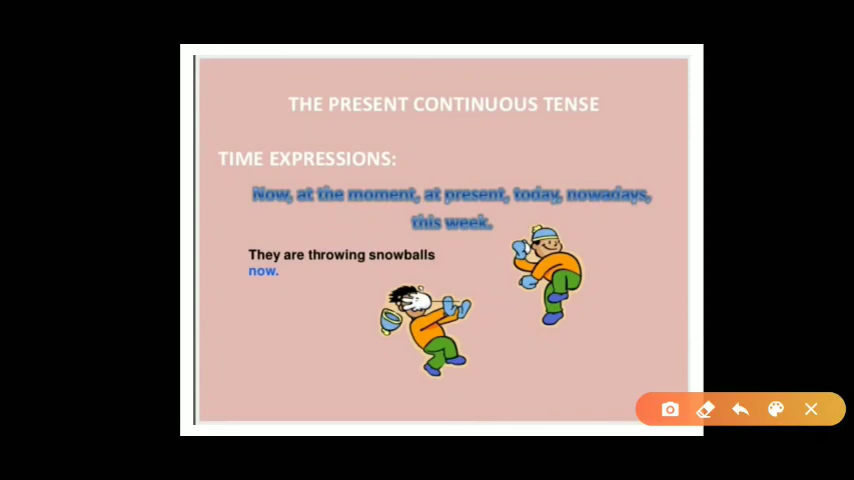 THE PRESENT CONTINUOUS TENSE
TIME EXPRESSIONS:
Now, at the moment, at present, today, nowadays,
this week.
They are throwing snowballs
now.